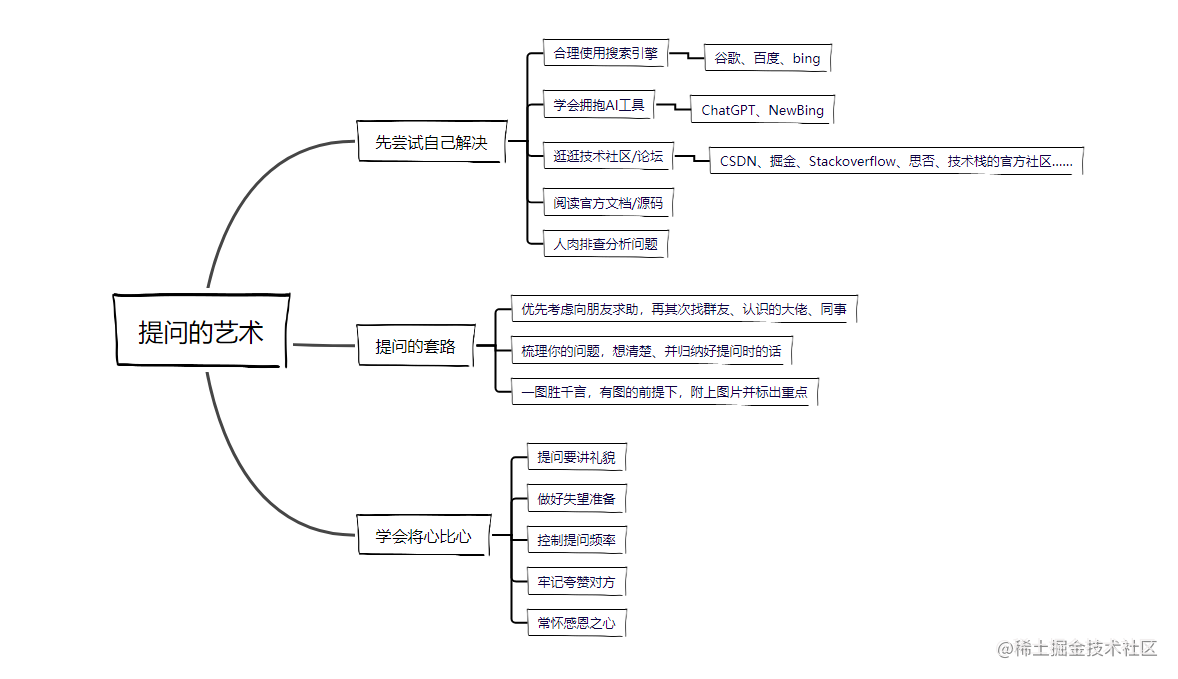 提问的艺术
先尝试自己解决
合理使用搜索引擎
谷歌、百度、bing
学会拥抱AI工具
ChatGPT、NewBing
逛逛技术社区/论坛
CSDN、掘金、Stackoverflow、思否、技术栈的官方社区......
阅读官方文档/源码
人肉排查分析问题
提问的套路
优先考虑向朋友求助，再其次找群友、认识的大佬、同事
梳理你的问题，想清楚、并归纳好提问时的话
一图胜千言，有图的前提下，附上图片并标出重点
学会将心比心
提问要讲礼貌
做好失望准备
控制提问频率
牢记夸赞对方
常怀感恩之心
@稀土掘金技术社区